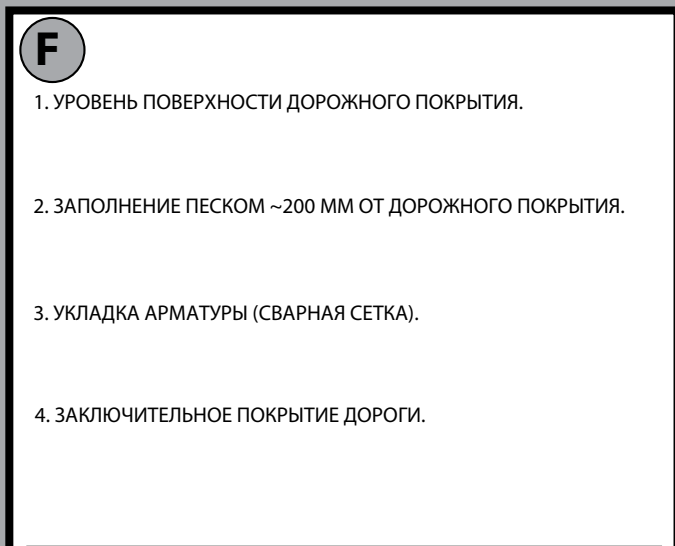 F
1. УРОВЕНЬ ПОВЕРХНОСТИ ДОРОЖНОГО ПОКРЫТИЯ.
2. ЗАПОЛНЕНИЕ ПЕСКОМ ~200 ММ ОТ ДОРОЖНОГО ПОКРЫТИЯ.
3. УКЛАДКА АРМАТУРЫ (СВАРНАЯ СЕТКА).
4. ЗАКЛЮЧИТЕЛЬНОЕ ПОКРЫТИЕ ДОРОГИ.